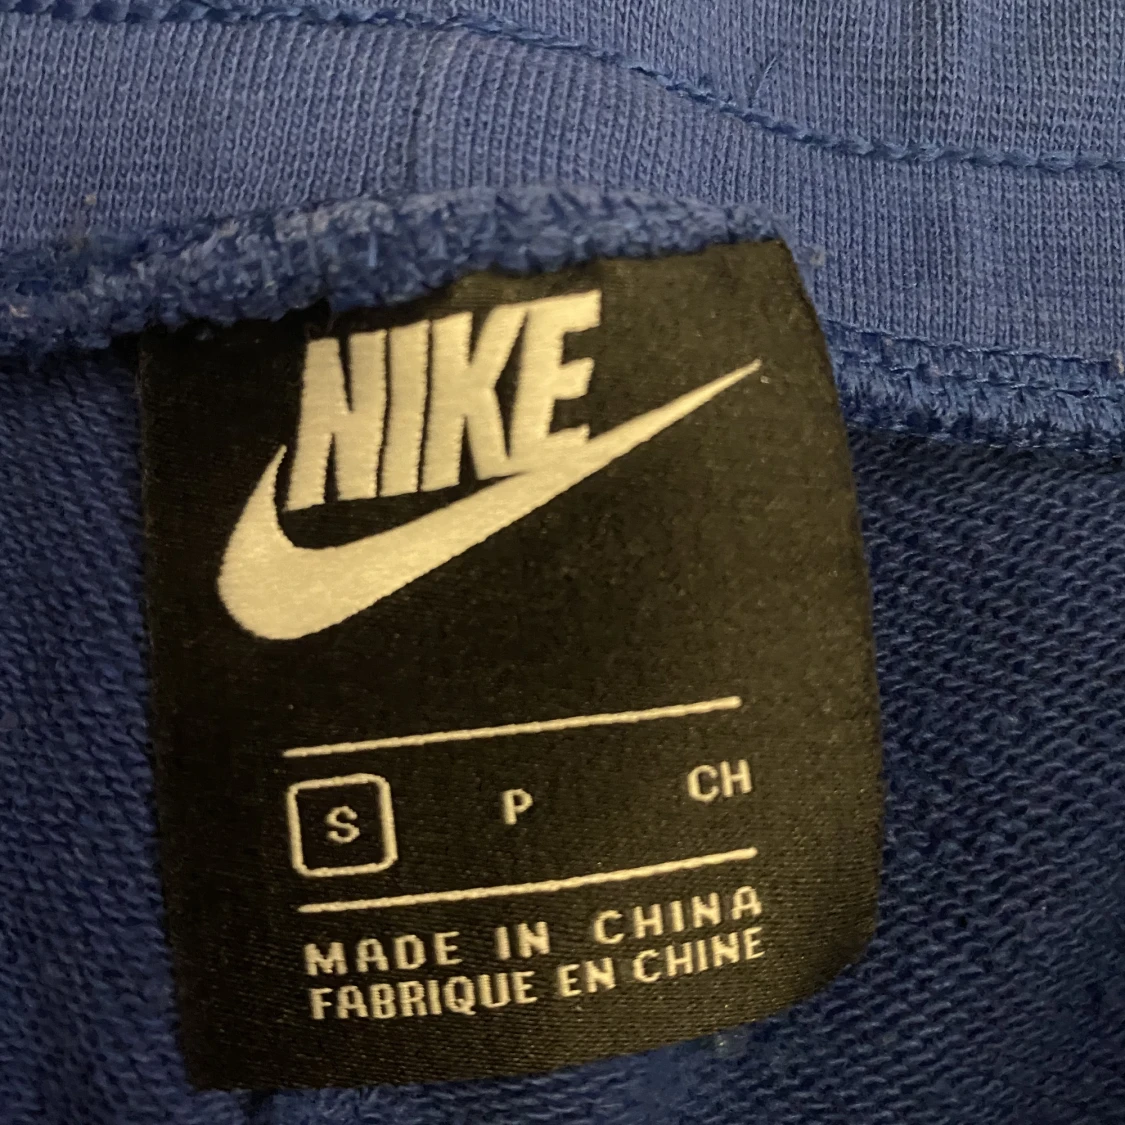 NIKE
S P CH
MADE IN CHINA
FABRIQUE EN CHINE